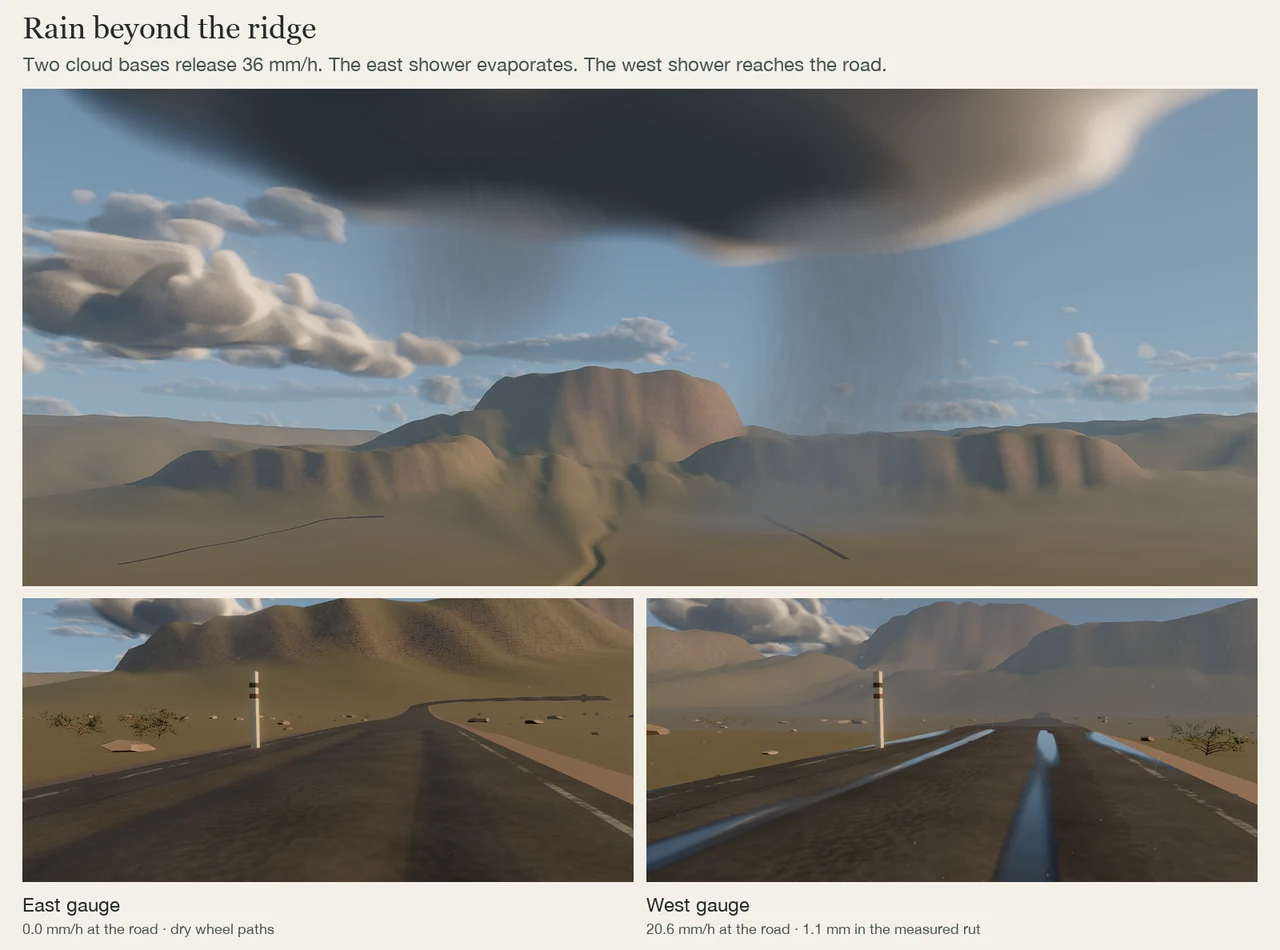 Rain beyond the ridge
Two cloud bases release 36 mm/h. The east shower evaporates. The west shower reaches the road.
East gauge
0.0 mm/h at the road · dry wheel paths
West gauge
20.6 mm/h at the road · 1.1 mm in the measured rut